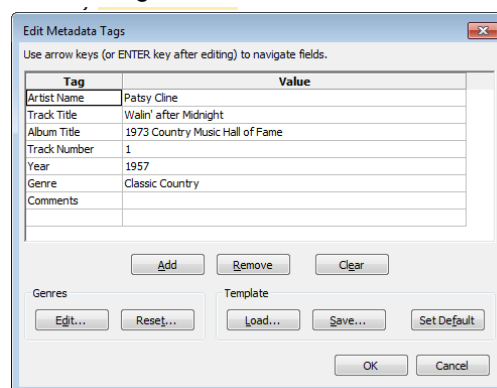 Edit Metadata Tags
Use arrow keys (or ENTER key after editing) to navigate fields.
Tag Value
Artist Name Patsy Cline
Track Title Walin' after Midnight
Album Title 1973 Country Music Hall of Fame
Track Number 1
Year 1957
Genre Classic Country
Comments
Add Remove Clear
Genres Template
Edit... Reset... Load... Save... Set Default
OK Cancel